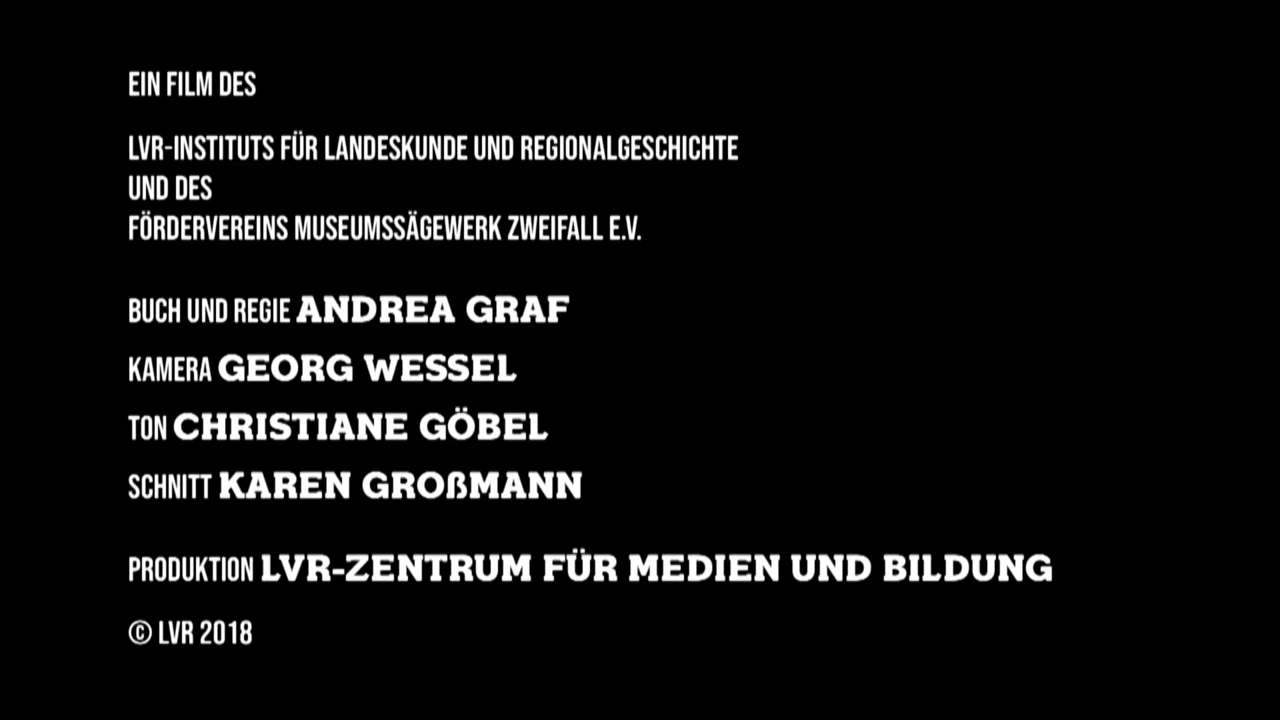 EIN FILM DES
LVR-INSTITUTS FÜR LANDESKUNDE UND REGIONALGESCHICHTE
UND DES
FÖRDERVEREINS MUSEUMSSÄGEWERK ZWEIFALL E.V.
BUCH UND REGIE ANDREA GRAF
KAMERA GEORG WESSEL
TON CHRISTIANE GÖBEL
SCHNITT KAREN GROßMANN
PRODUKTION LVR-ZENTRUM FÜR MEDIEN UND BILDUNG
© LVR 2018